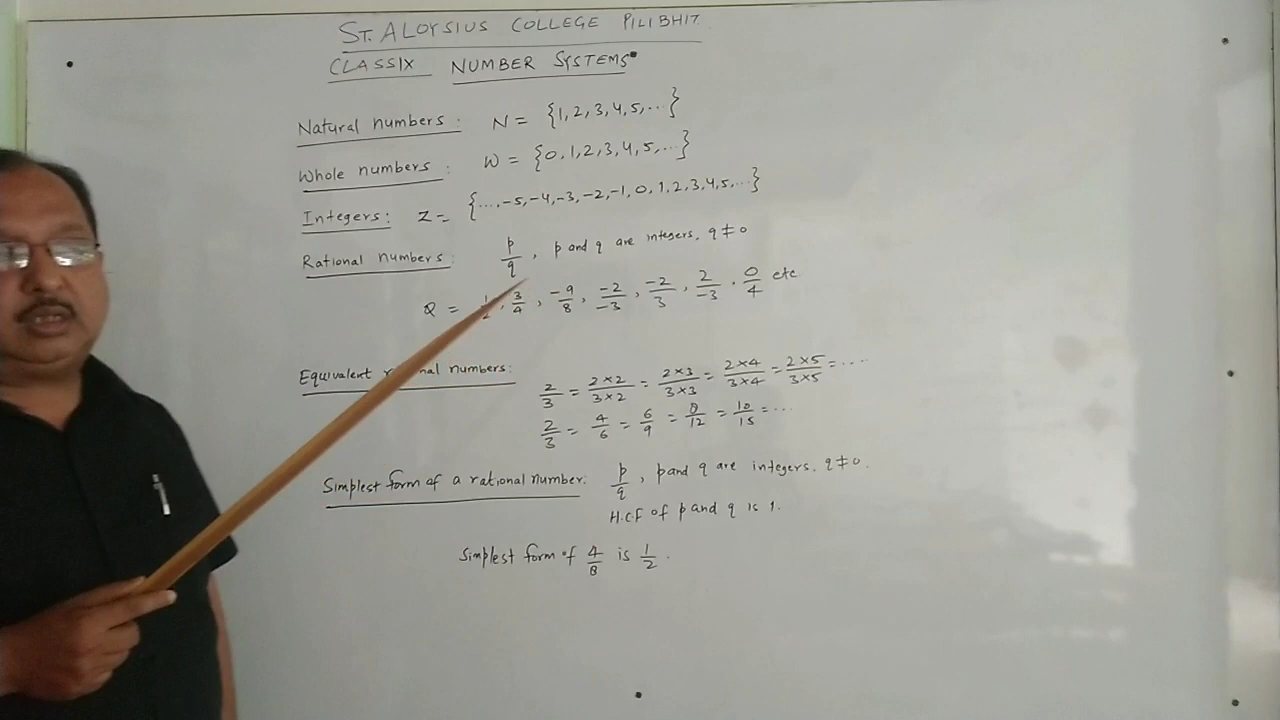 ST. ALOYSIUS COLLEGE PILIBHIT
CLASS IX NUMBER SYSTEMS
Natural numbers: N = {1, 2, 3, 4, 5, ...}
Whole numbers: W = {0, 1, 2, 3, 4, 5, ...}
Integers: Z = {..., -5, -4, -3, -2, -1, 0, 1, 2, 3, 4, 5, ...}
Rational numbers: p/q, p and q are integers, q ≠ 0
Q = 3/4, -9/8, -2/-3, -2/3, 2/-3, 0/4 etc
Equivalent numbers:
2/3 = 2×2/3×2 = 2×3/3×3 = 2×4/3×4 = 2×5/3×5 = ....
2/3 = 4/6 = 6/9 = 8/12 = 10/15 = ...
Simplest form of a rational number: p/q, p and q are integers, q ≠ 0.
H.C.F of p and q is 1.
Simplest form of 4/8 is 1/2.